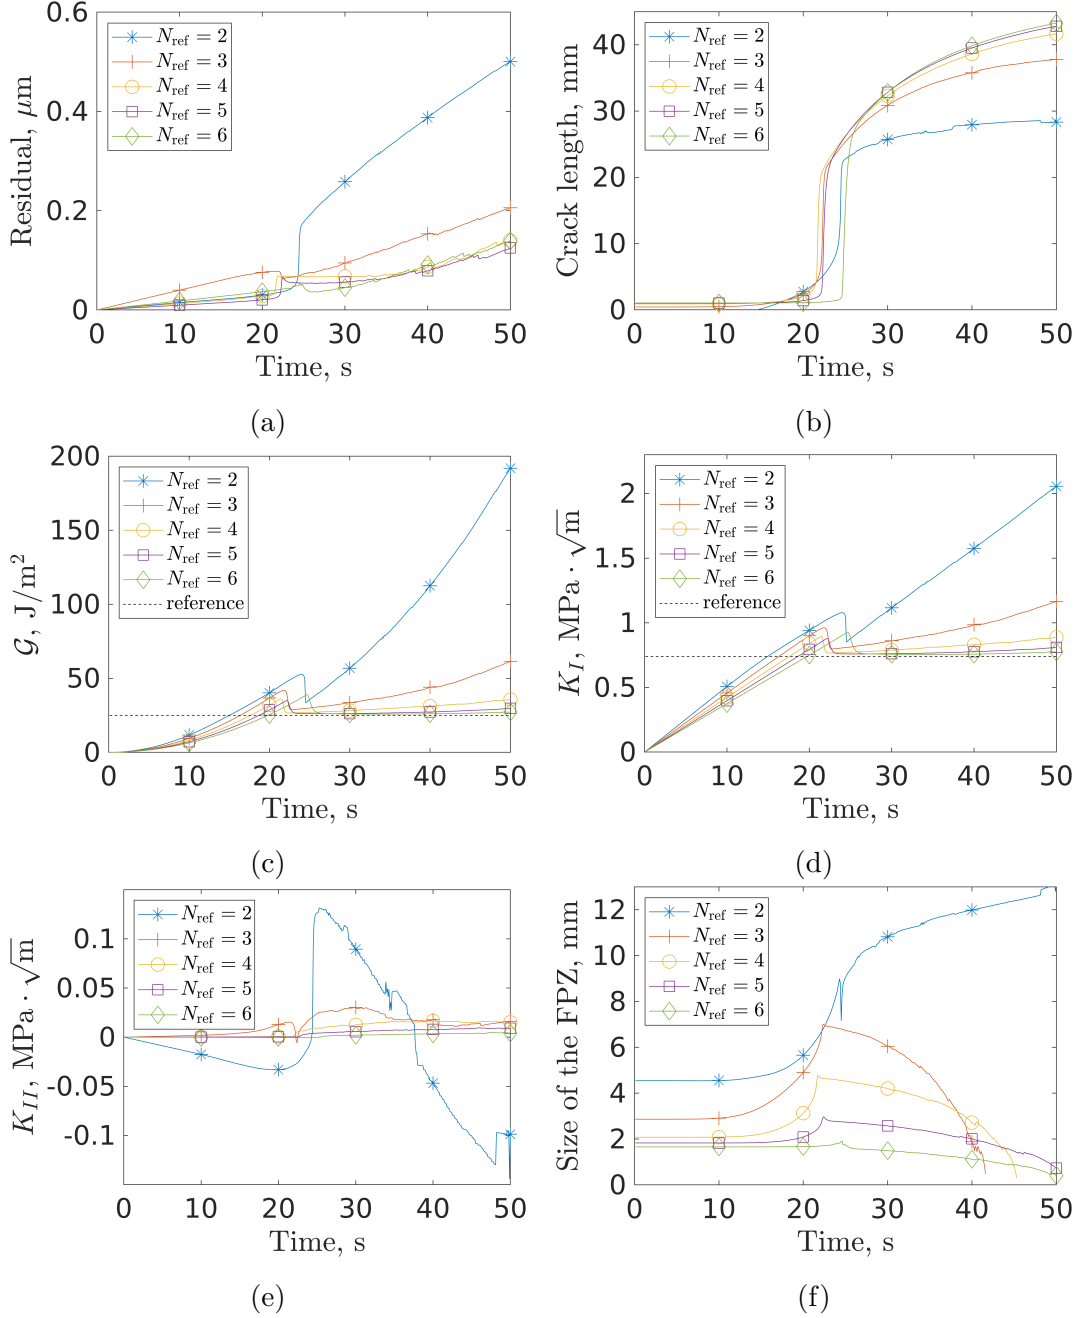 0.6
0.4
0.2
0
Residual, μm
N_ref = 2
N_ref = 3
N_ref = 4
N_ref = 5
N_ref = 6
0 10 20 30 40 50
Time, s
(a)
40
30
20
10
0
Crack length, mm
N_ref = 2
N_ref = 3
N_ref = 4
N_ref = 5
N_ref = 6
0 10 20 30 40 50
Time, s
(b)
200
150
100
50
0
𝒢, J/m²
N_ref = 2
N_ref = 3
N_ref = 4
N_ref = 5
N_ref = 6
reference
0 10 20 30 40 50
Time, s
(c)
2
1.5
1
0.5
0
K_I, MPa · √m
N_ref = 2
N_ref = 3
N_ref = 4
N_ref = 5
N_ref = 6
reference
0 10 20 30 40 50
Time, s
(d)
0.1
0.05
0
-0.05
-0.1
K_II, MPa · √m
N_ref = 2
N_ref = 3
N_ref = 4
N_ref = 5
N_ref = 6
0 10 20 30 40 50
Time, s
(e)
12
10
8
6
4
2
0
Size of the FPZ, mm
N_ref = 2
N_ref = 3
N_ref = 4
N_ref = 5
N_ref = 6
0 10 20 30 40 50
Time, s
(f)